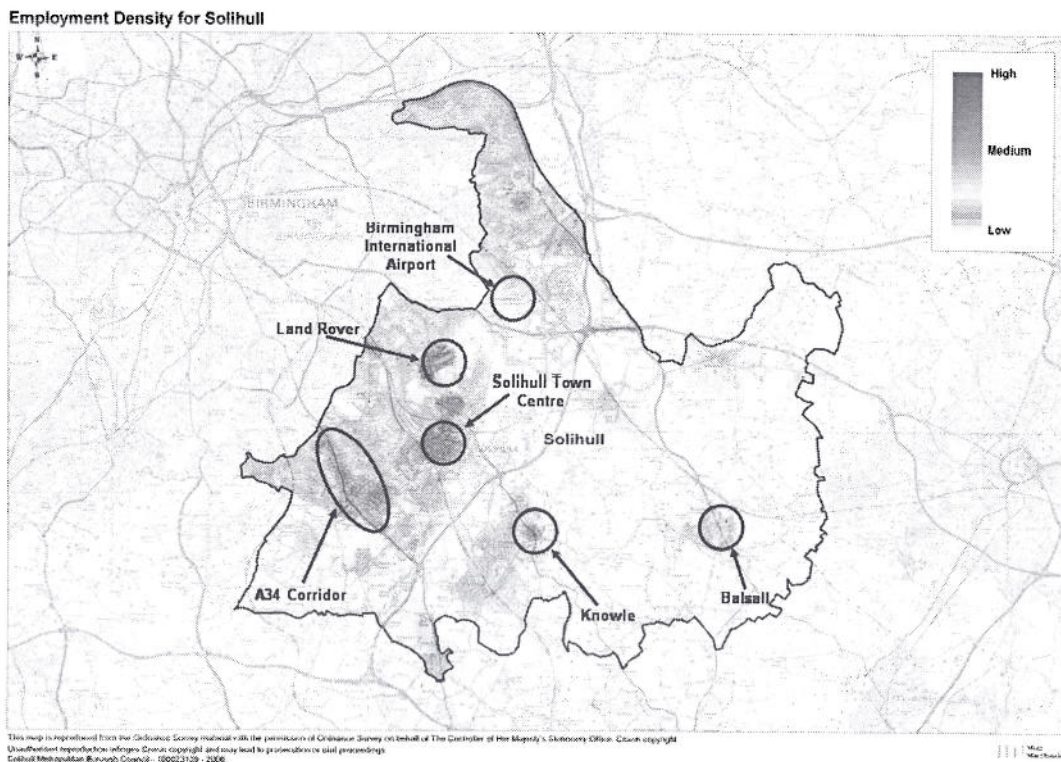 Employment Density for Solihull
N
W
E
S
High
Medium
Low
BIRMINGHAM
BIRMINGHAM
Birmingham
International
Airport
Land Rover
Solihull Town
Centre
Solihull
A34 Corridor
Knowle
Balsall
This map is reproduced from the Ordnance Survey material with the permission of Ordnance Survey on behalf of The Controller of Her Majesty's Stationery Office. Crown copyright
Unauthorised reproduction infringes Crown copyright and may lead to prosecution or civil proceedings
Solihull Metropolitan Borough Council - 100023139 - 2006